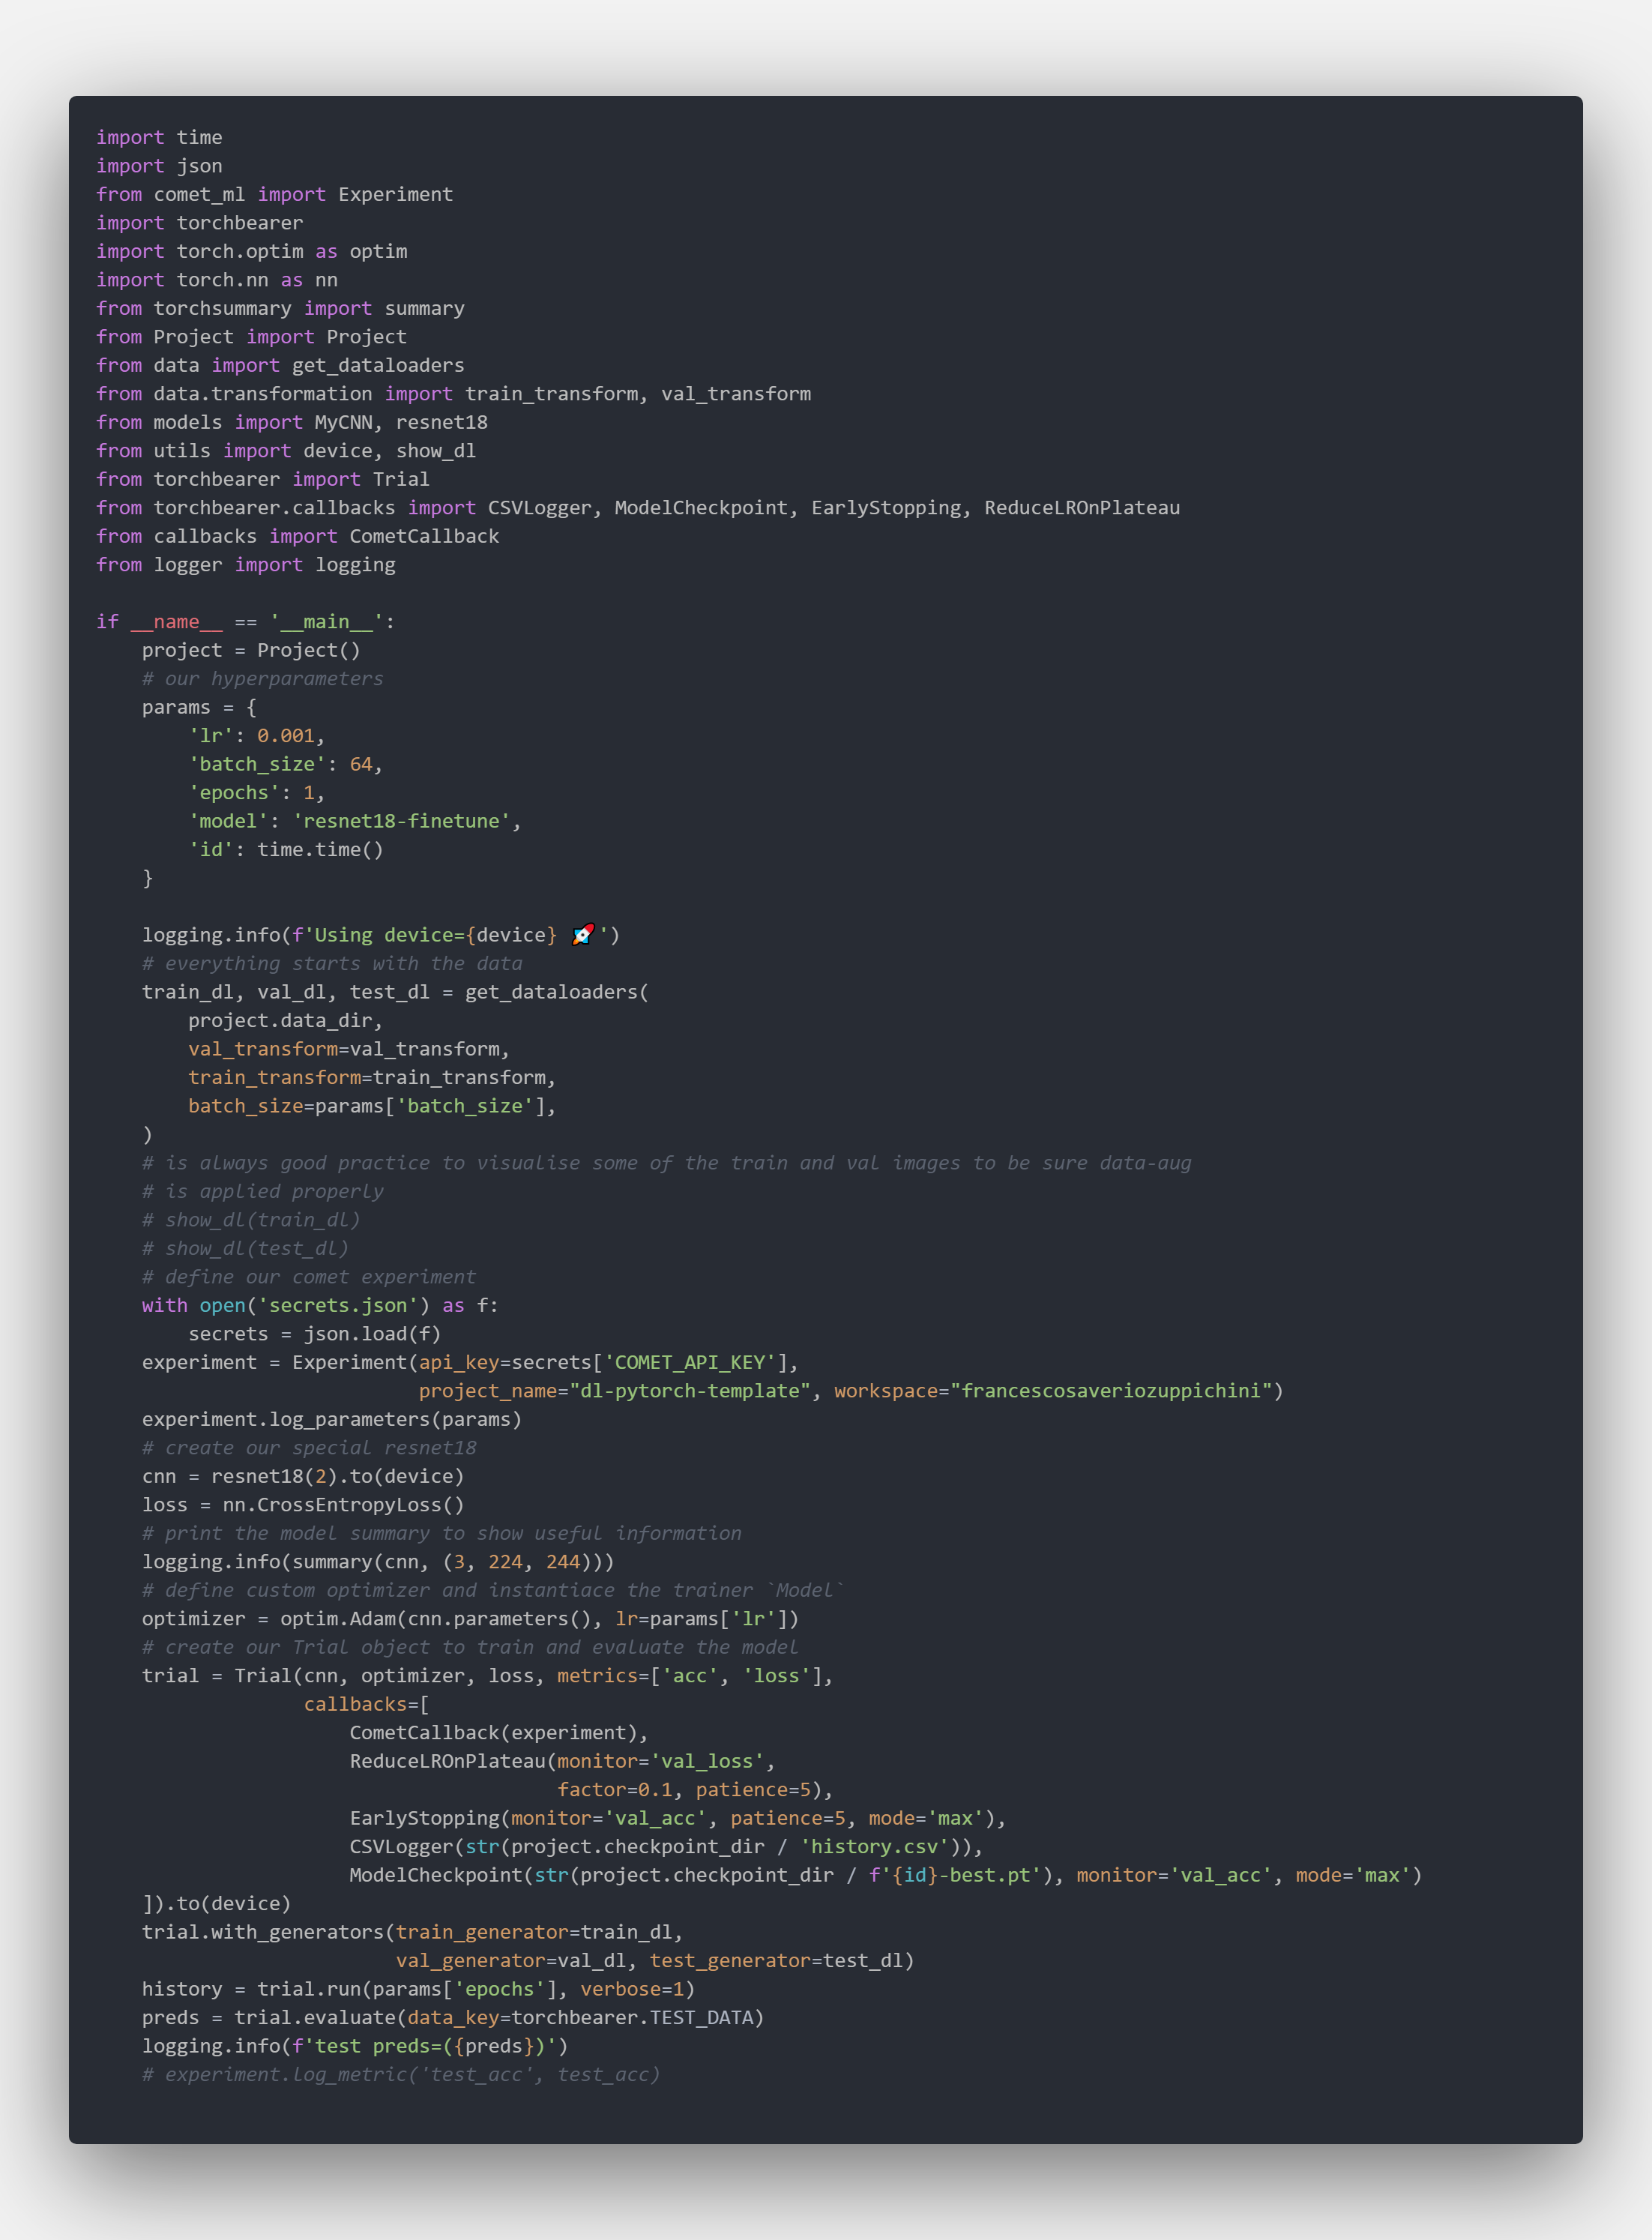 import time
import json
from comet_ml import Experiment
import torchbearer
import torch.optim as optim
import torch.nn as nn
from torchsummary import summary
from Project import Project
from data import get_dataloaders
from data.transformation import train_transform, val_transform
from models import MyCNN, resnet18
from utils import device, show_dl
from torchbearer import Trial
from torchbearer.callbacks import CSVLogger, ModelCheckpoint, EarlyStopping, ReduceLROnPlateau
from callbacks import CometCallback
from logger import logging

if __name__ == '__main__':
    project = Project()
    # our hyperparameters
    params = {
        'lr': 0.001,
        'batch_size': 64,
        'epochs': 1,
        'model': 'resnet18-finetune',
        'id': time.time()
    }

    logging.info(f'Using device={device} 🚀')
    # everything starts with the data
    train_dl, val_dl, test_dl = get_dataloaders(
        project.data_dir,
        val_transform=val_transform,
        train_transform=train_transform,
        batch_size=params['batch_size'],
    )
    # is always good practice to visualise some of the train and val images to be sure data-aug
    # is applied properly
    # show_dl(train_dl)
    # show_dl(test_dl)
    # define our comet experiment
    with open('secrets.json') as f:
        secrets = json.load(f)
    experiment = Experiment(api_key=secrets['COMET_API_KEY'],
                            project_name="dl-pytorch-template", workspace="francescosaveriozuppichini")
    experiment.log_parameters(params)
    # create our special resnet18
    cnn = resnet18(2).to(device)
    loss = nn.CrossEntropyLoss()
    # print the model summary to show useful information
    logging.info(summary(cnn, (3, 224, 244)))
    # define custom optimizer and instantiace the trainer `Model`
    optimizer = optim.Adam(cnn.parameters(), lr=params['lr'])
    # create our Trial object to train and evaluate the model
    trial = Trial(cnn, optimizer, loss, metrics=['acc', 'loss'],
                  callbacks=[
                      CometCallback(experiment),
                      ReduceLROnPlateau(monitor='val_loss',
                                        factor=0.1, patience=5),
                      EarlyStopping(monitor='val_acc', patience=5, mode='max'),
                      CSVLogger(str(project.checkpoint_dir / 'history.csv')),
                      ModelCheckpoint(str(project.checkpoint_dir / f'{id}-best.pt'), monitor='val_acc', mode='max')
    ]).to(device)
    trial.with_generators(train_generator=train_dl,
                          val_generator=val_dl, test_generator=test_dl)
    history = trial.run(params['epochs'], verbose=1)
    preds = trial.evaluate(data_key=torchbearer.TEST_DATA)
    logging.info(f'test preds=({preds})')
    # experiment.log_metric('test_acc', test_acc)